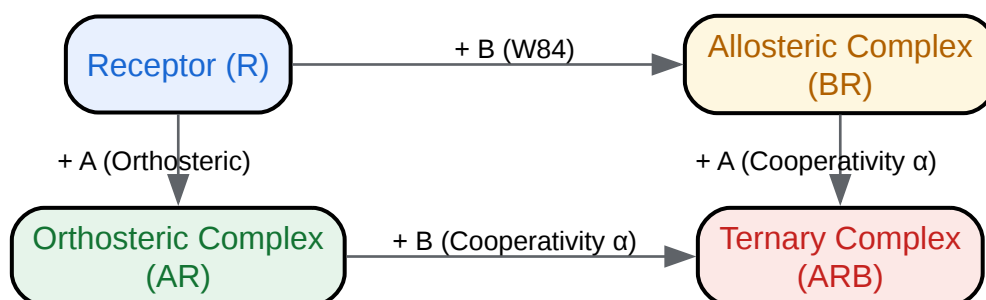 Receptor (R)
+ B (W84)
Allosteric Complex
(BR)
+ A (Orthosteric)
+ A (Cooperativity α)
Orthosteric Complex
(AR)
+ B (Cooperativity α)
Ternary Complex
(ARB)